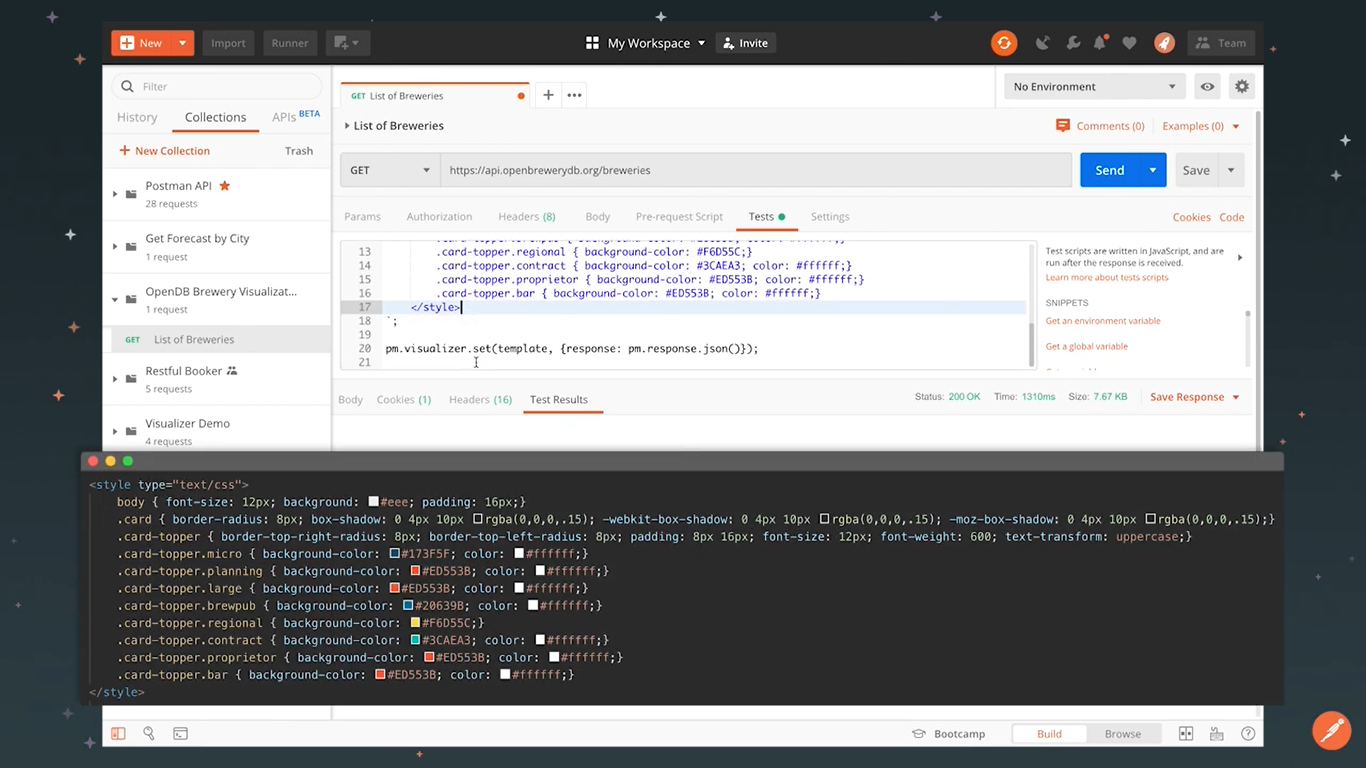 New
Import
Runner
My Workspace
Invite
Team
Filter
History
Collections
APIs BETA
New Collection
Trash
Postman API
28 requests
Get Forecast by City
1 request
OpenDB Brewery Visualizat...
1 request
GET List of Breweries
Restful Booker
5 requests
Visualizer Demo
4 requests
GET List of Breweries
No Environment
List of Breweries
Comments (0)
Examples (0)
GET
https://api.openbrewerydb.org/breweries
Send
Save
Params
Authorization
Headers (8)
Body
Pre-request Script
Tests
Settings
Cookies
Code
13 .card-topper.regional { background-color: #F6D55C;}
14 .card-topper.contract { background-color: #3CAEA3; color: #ffffff;}
15 .card-topper.proprietor { background-color: #ED553B; color: #ffffff;}
16 .card-topper.bar { background-color: #ED553B; color: #ffffff;}
17 </style>
18 `;
19
20 pm.visualizer.set(template, {response: pm.response.json()});
21
Test scripts are written in JavaScript, and are
run after the response is received.
Learn more about tests scripts
SNIPPETS
Get an environment variable
Get a global variable
Body
Cookies (1)
Headers (16)
Test Results
Status: 200 OK
Time: 1310ms
Size: 7.67 KB
Save Response
<style type="text/css">
body { font-size: 12px; background: #eee; padding: 16px;}
.card { border-radius: 8px; box-shadow: 0 4px 10px rgba(0,0,0,.15); -webkit-box-shadow: 0 4px 10px rgba(0,0,0,.15); -moz-box-shadow: 0 4px 10px rgba(0,0,0,.15);}
.card-topper { border-top-right-radius: 8px; border-top-left-radius: 8px; padding: 8px 16px; font-size: 12px; font-weight: 600; text-transform: uppercase;}
.card-topper.micro { background-color: #173F5F; color: #ffffff;}
.card-topper.planning { background-color: #ED553B; color: #ffffff;}
.card-topper.large { background-color: #ED553B; color: #ffffff;}
.card-topper.brewpub { background-color: #20639B; color: #ffffff;}
.card-topper.regional { background-color: #F6D55C;}
.card-topper.contract { background-color: #3CAEA3; color: #ffffff;}
.card-topper.proprietor { background-color: #ED553B; color: #ffffff;}
.card-topper.bar { background-color: #ED553B; color: #ffffff;}
</style>
Bootcamp
Build
Browse